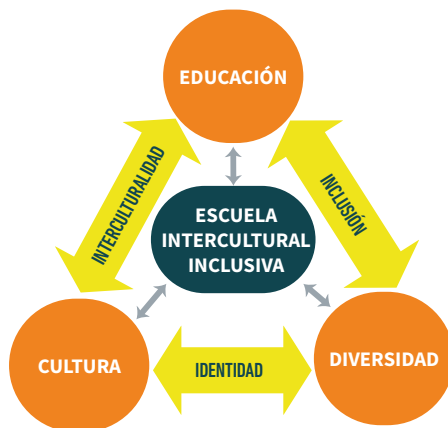 EDUCACIÓN
INTERCULTURALIDAD
INCLUSIÓN
ESCUELA
INTERCULTURAL
INCLUSIVA
CULTURA
IDENTIDAD
DIVERSIDAD